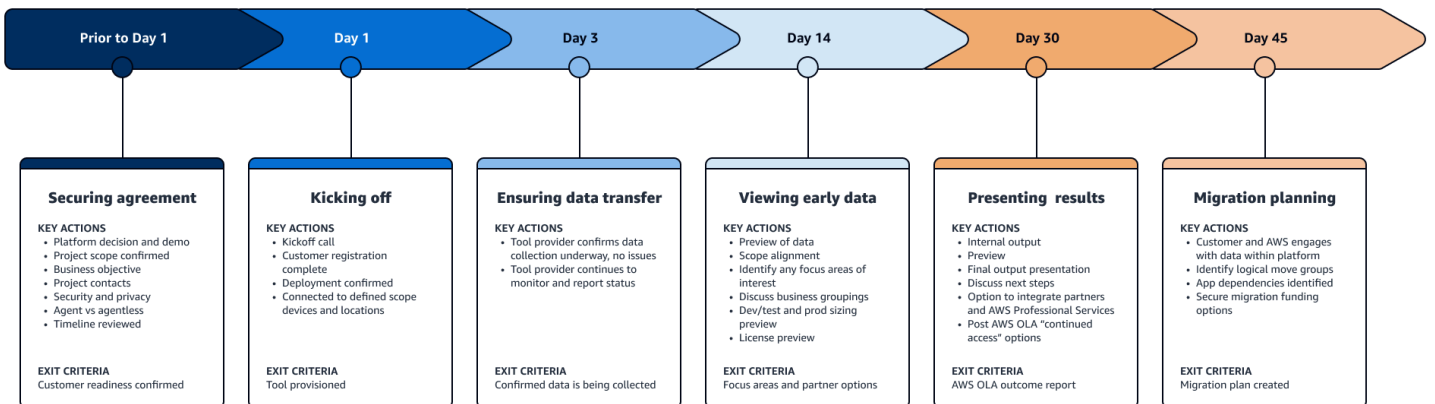 Prior to Day 1
Day 1
Day 3
Day 14
Day 30
Day 45
Securing agreement
KEY ACTIONS
• Platform decision and demo
• Project scope confirmed
• Business objective
• Project contacts
• Security and privacy
• Agent vs agentless
• Timeline reviewed
EXIT CRITERIA
Customer readiness confirmed
Kicking off
KEY ACTIONS
• Kickoff call
• Customer registration
complete
• Deployment confirmed
• Connected to defined scope
devices and locations
EXIT CRITERIA
Tool provisioned
Ensuring data transfer
KEY ACTIONS
• Tool provider confirms data
collection underway, no issues
• Tool provider continues to
monitor and report status
EXIT CRITERIA
Confirmed data is being collected
Viewing early data
KEY ACTIONS
• Preview of data
• Scope alignment
• Identify any focus areas of
interest
• Discuss business groupings
• Dev/test and prod sizing
preview
• License preview
EXIT CRITERIA
Focus areas and partner options
Presenting results
KEY ACTIONS
• Internal output
• Preview
• Final output presentation
• Discuss next steps
• Option to integrate partners
and AWS Professional Services
• Post AWS OLA “continued
access” options
EXIT CRITERIA
AWS OLA outcome report
Migration planning
KEY ACTIONS
• Customer and AWS engages
with data within platform
• Identify logical move groups
• App dependencies identified
• Secure migration funding
options
EXIT CRITERIA
Migration plan created